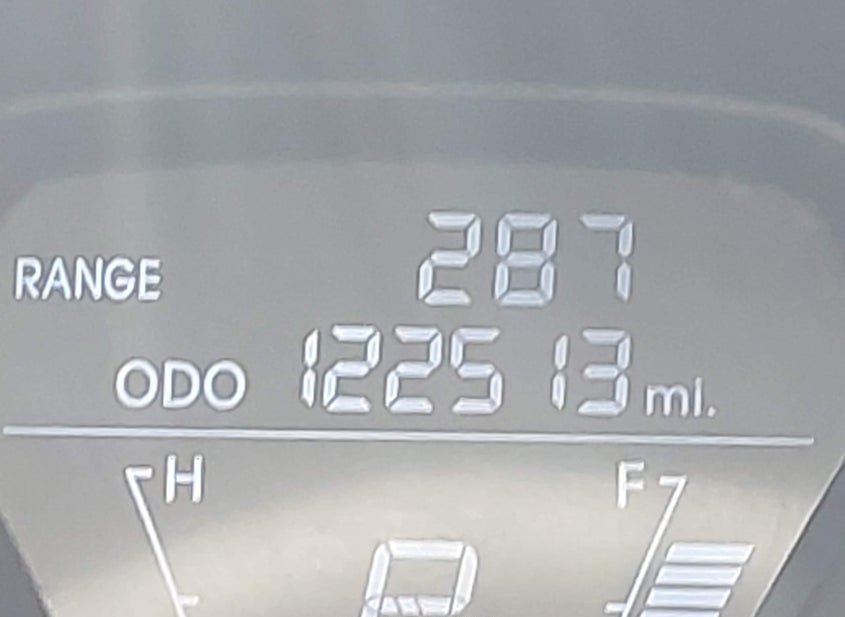 RANGE 287
ODO 122513 mi.
H F
P